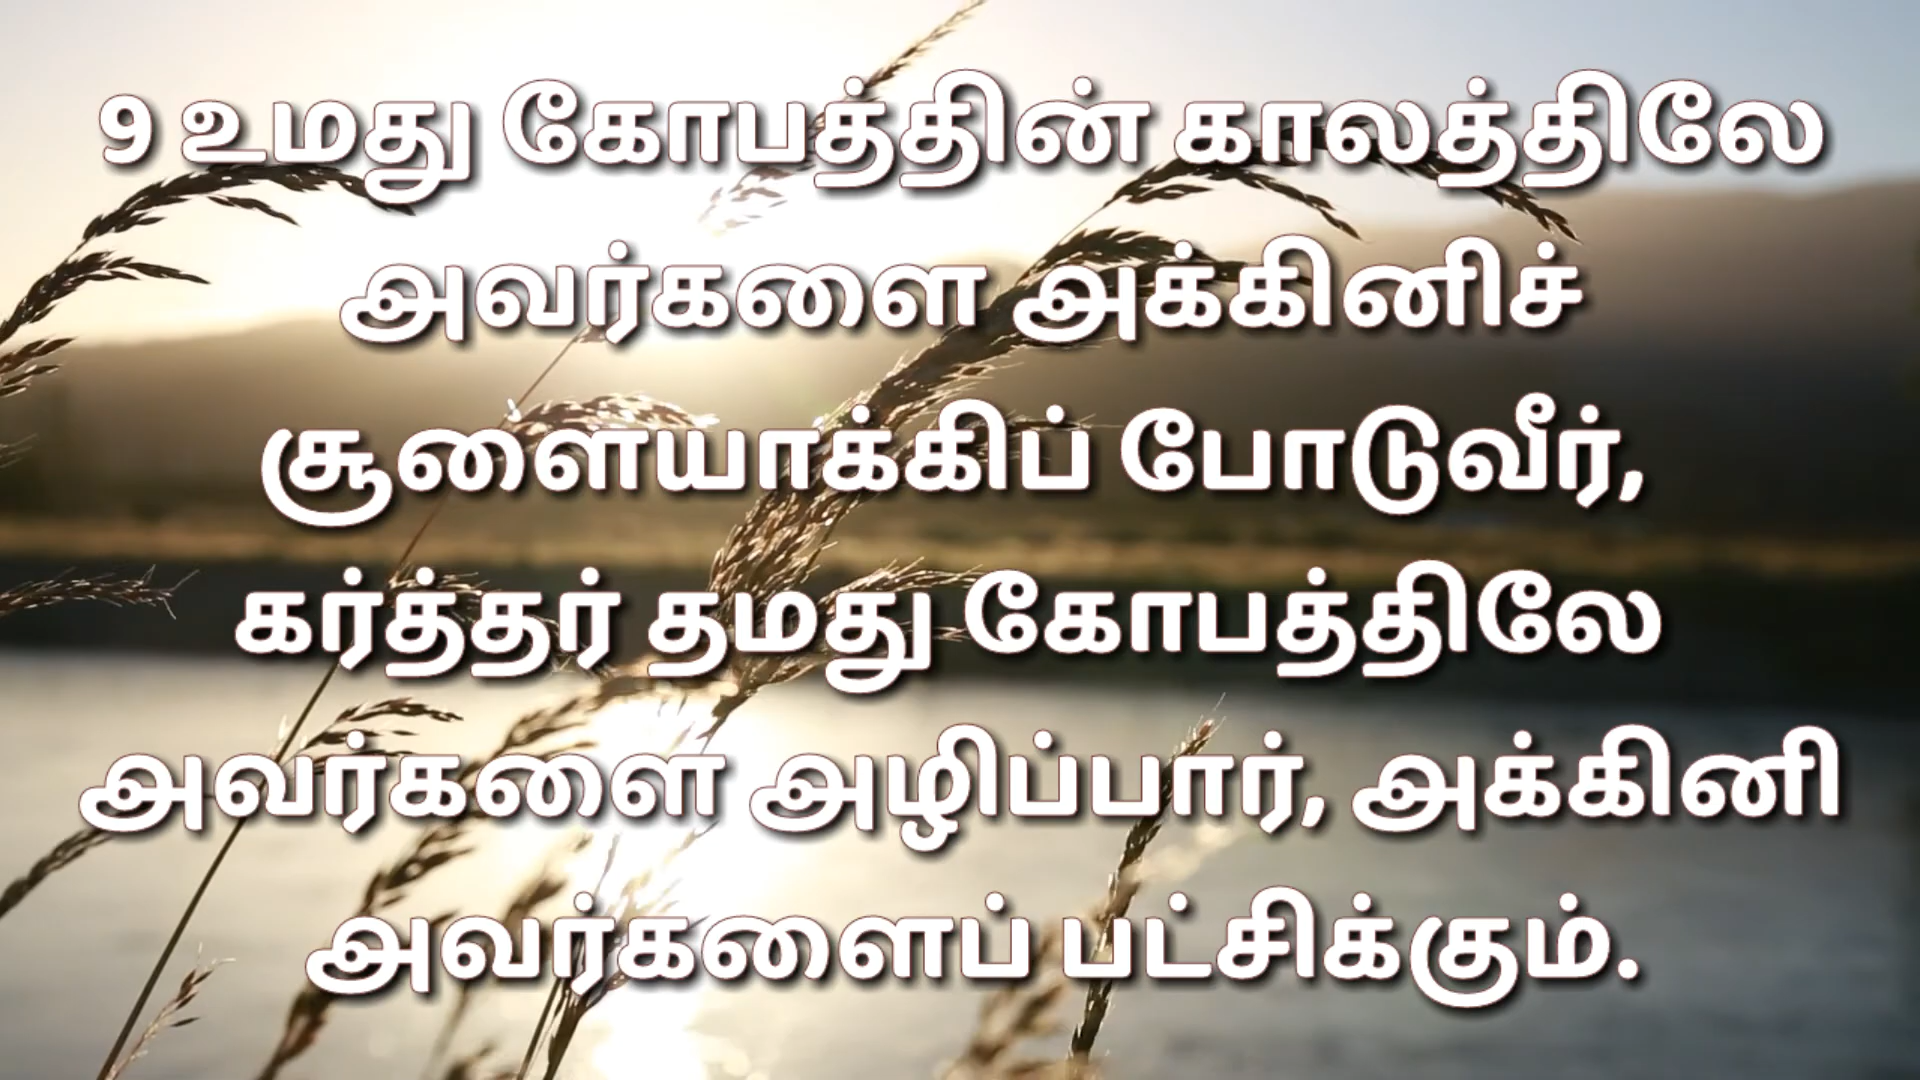 9 உமது கோபத்தின் காலத்திலே
அவர்களை அக்கினிச்
சூளையாக்கிப் போடுவீர்,
கர்த்தர் தமது கோபத்திலே
அவர்களை அழிப்பார், அக்கினி
அவர்களைப் பட்சிக்கும்.